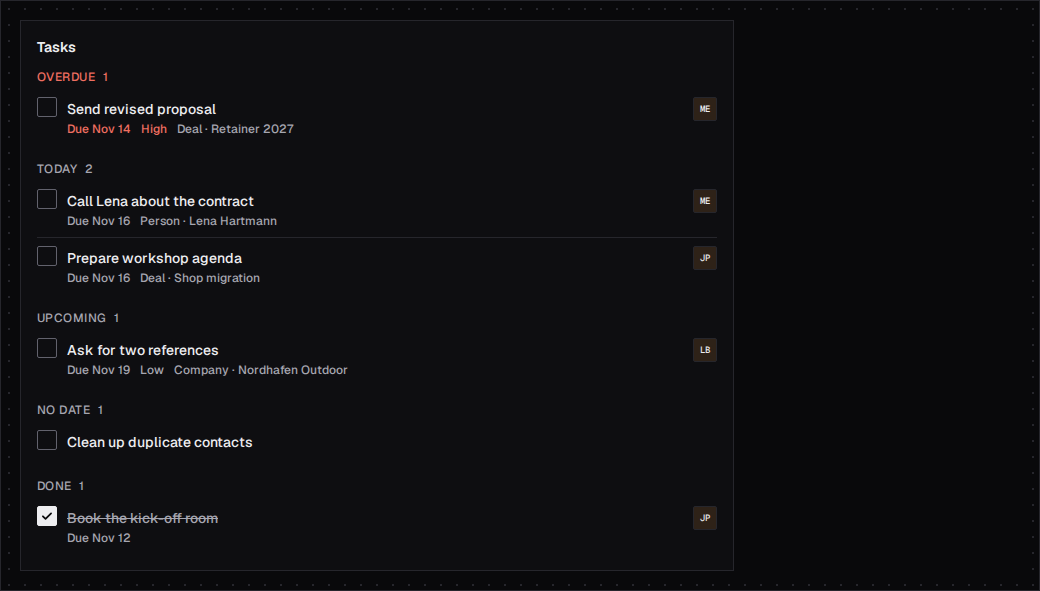 Tasks
OVERDUE 1
Send revised proposal
ME
Due Nov 14 High Deal · Retainer 2027
TODAY 2
Call Lena about the contract
ME
Due Nov 16 Person · Lena Hartmann
Prepare workshop agenda
JP
Due Nov 16 Deal · Shop migration
UPCOMING 1
Ask for two references
LB
Due Nov 19 Low Company · Nordhafen Outdoor
NO DATE 1
Clean up duplicate contacts
DONE 1
Book the kick-off room
JP
Due Nov 12